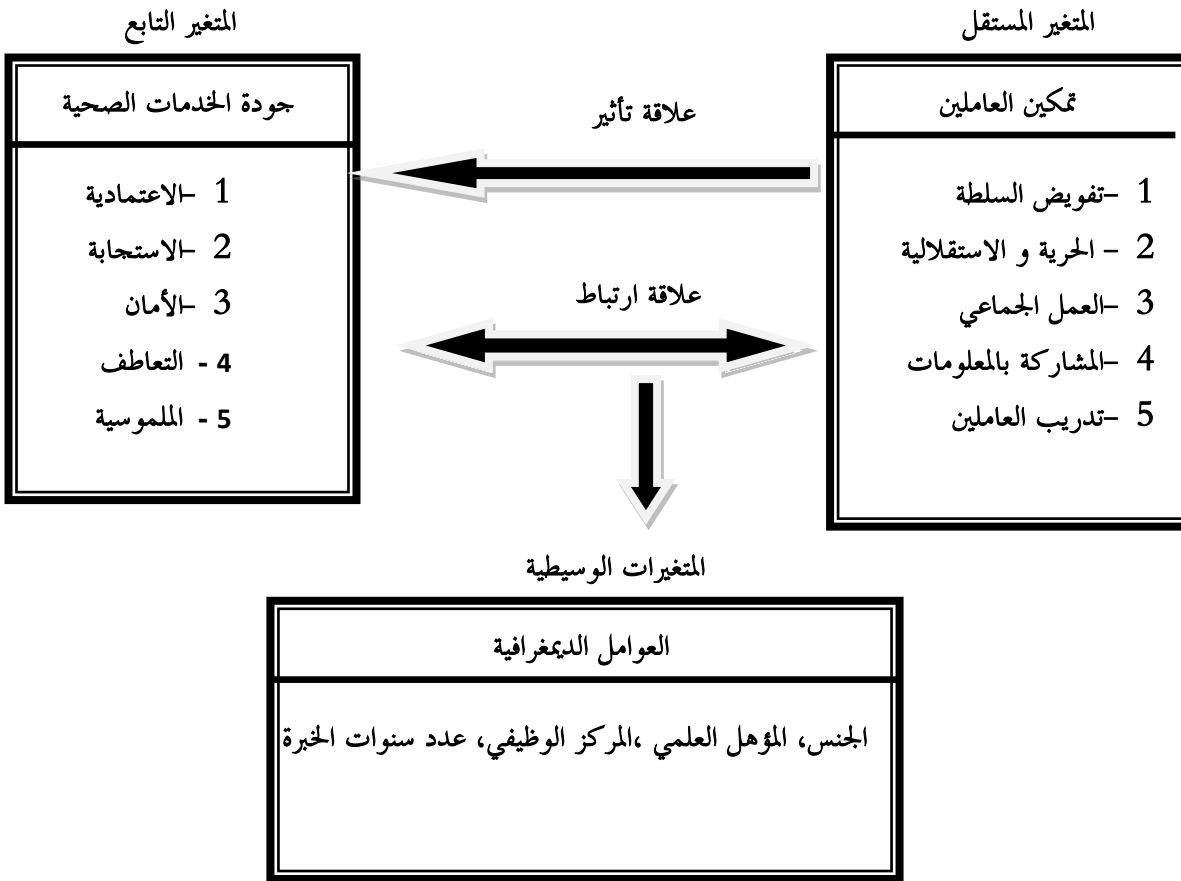 المتغير المستقل
تمكين العاملين
1 –تفويض السلطة
2 – الحرية و الاستقلالية
3 –العمل الجماعي
4 –المشاركة بالمعلومات
5 –تدريب العاملين
علاقة تأثير
علاقة ارتباط
المتغير التابع
جودة الخدمات الصحية
1 –الاعتمادية
2 –الاستجابة
3 –الأمان
4 - التعاطف
5 - الملموسية
المتغيرات الوسيطية
العوامل الديمغرافية
الجنس، المؤهل العلمي ،المركز الوظيفي، عدد سنوات الخبرة